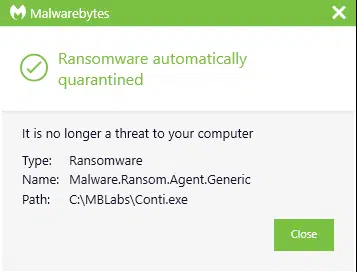 Malwarebytes
Ransomware automatically
quarantined
It is no longer a threat to your computer
Type: Ransomware
Name: Malware.Ransom.Agent.Generic
Path: C:\MBLabs\Conti.exe
Close